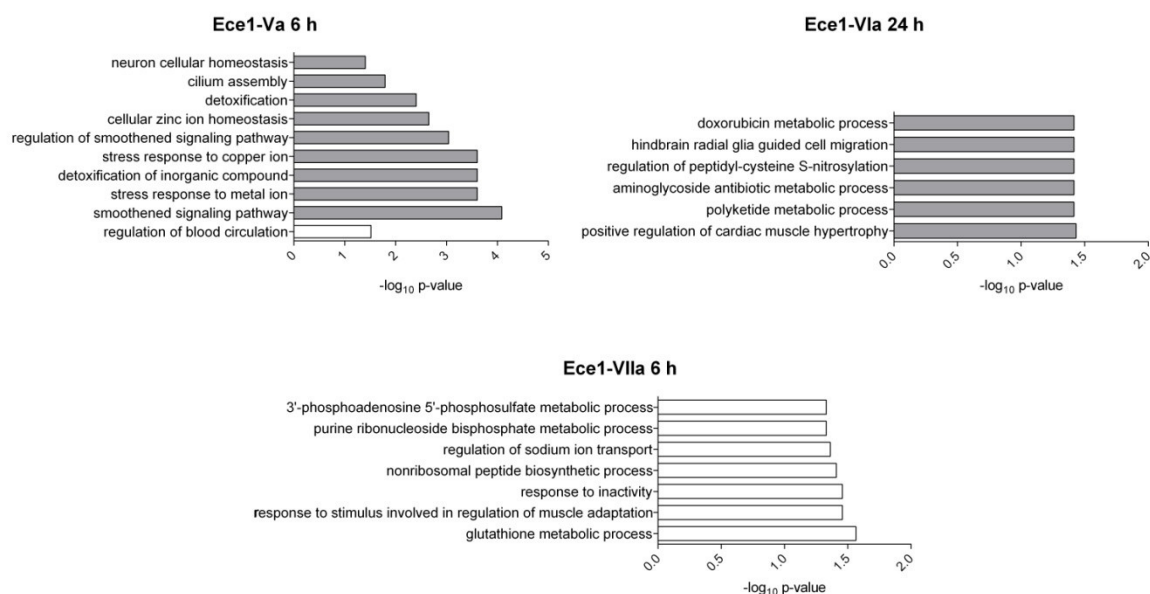 Ece1-Va 6 h
neuron cellular homeostasis
cilium assembly
detoxification
cellular zinc ion homeostasis
regulation of smoothened signaling pathway
stress response to copper ion
detoxification of inorganic compound
stress response to metal ion
smoothened signaling pathway
regulation of blood circulation
0 1 2 3 4 5
-log10 p-value
Ece1-VIa 24 h
doxorubicin metabolic process
hindbrain radial glia guided cell migration
regulation of peptidyl-cysteine S-nitrosylation
aminoglycoside antibiotic metabolic process
polyketide metabolic process
positive regulation of cardiac muscle hypertrophy
0.0 0.5 1.0 1.5 2.0
-log10 p-value
Ece1-VIIa 6 h
3'-phosphoadenosine 5'-phosphosulfate metabolic process
purine ribonucleoside bisphosphate metabolic process
regulation of sodium ion transport
nonribosomal peptide biosynthetic process
response to inactivity
response to stimulus involved in regulation of muscle adaptation
glutathione metabolic process
0.0 0.5 1.0 1.5 2.0
-log10 p-value